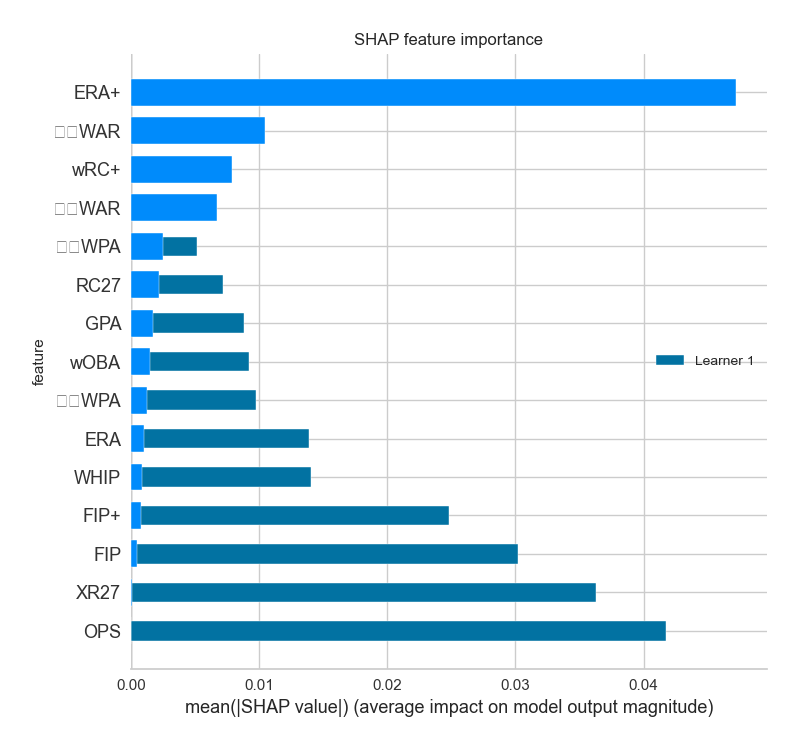 SHAP feature importance
ERA+
WAR
wRC+
WAR
WPA
RC27
GPA
wOBA
WPA
ERA
WHIP
FIP+
FIP
XR27
OPS
feature
Learner 1
0.00 0.01 0.02 0.03 0.04
mean(|SHAP value|) (average impact on model output magnitude)